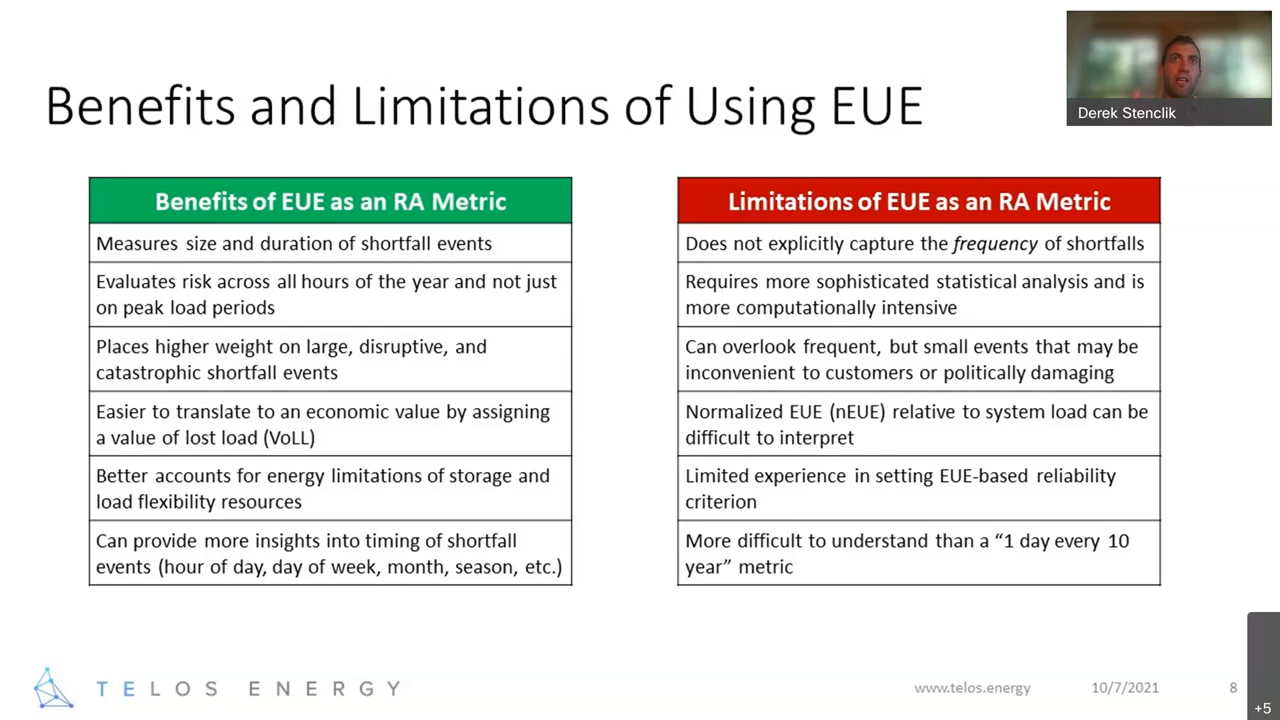 Derek Stenclik
Benefits and Limitations of Using EUE
Benefits of EUE as an RA Metric
Measures size and duration of shortfall events
Evaluates risk across all hours of the year and not just
on peak load periods
Places higher weight on large, disruptive, and
catastrophic shortfall events
Easier to translate to an economic value by assigning
a value of lost load (VoLL)
Better accounts for energy limitations of storage and
load flexibility resources
Can provide more insights into timing of shortfall
events (hour of day, day of week, month, season, etc.)
Limitations of EUE as an RA Metric
Does not explicitly capture the frequency of shortfalls
Requires more sophisticated statistical analysis and is
more computationally intensive
Can overlook frequent, but small events that may be
inconvenient to customers or politically damaging
Normalized EUE (nEUE) relative to system load can be
difficult to interpret
Limited experience in setting EUE-based reliability
criterion
More difficult to understand than a “1 day every 10
year” metric
TELOS ENERGY
www.telos.energy
10/7/2021
8
+5